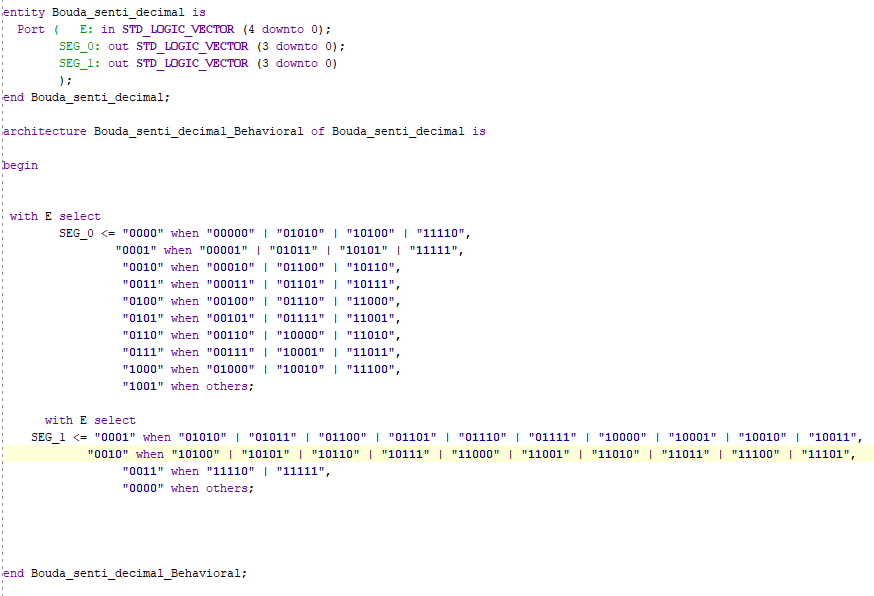 entity Bouda_senti_decimal is
Port ( E: in STD_LOGIC_VECTOR (4 downto 0);
SEG_0: out STD_LOGIC_VECTOR (3 downto 0);
SEG_1: out STD_LOGIC_VECTOR (3 downto 0)
);
end Bouda_senti_decimal;
architecture Bouda_senti_decimal_Behavioral of Bouda_senti_decimal is
begin
with E select
SEG_0 <= "0000" when "00000" | "01010" | "10100" | "11110",
"0001" when "00001" | "01011" | "10101" | "11111",
"0010" when "00010" | "01100" | "10110",
"0011" when "00011" | "01101" | "10111",
"0100" when "00100" | "01110" | "11000",
"0101" when "00101" | "01111" | "11001",
"0110" when "00110" | "10000" | "11010",
"0111" when "00111" | "10001" | "11011",
"1000" when "01000" | "10010" | "11100",
"1001" when others;
with E select
SEG_1 <= "0001" when "01010" | "01011" | "01100" | "01101" | "01110" | "01111" | "10000" | "10001" | "10010" | "10011",
"0010" when "10100" | "10101" | "10110" | "10111" | "11000" | "11001" | "11010" | "11011" | "11100" | "11101",
"0011" when "11110" | "11111",
"0000" when others;
end Bouda_senti_decimal_Behavioral;